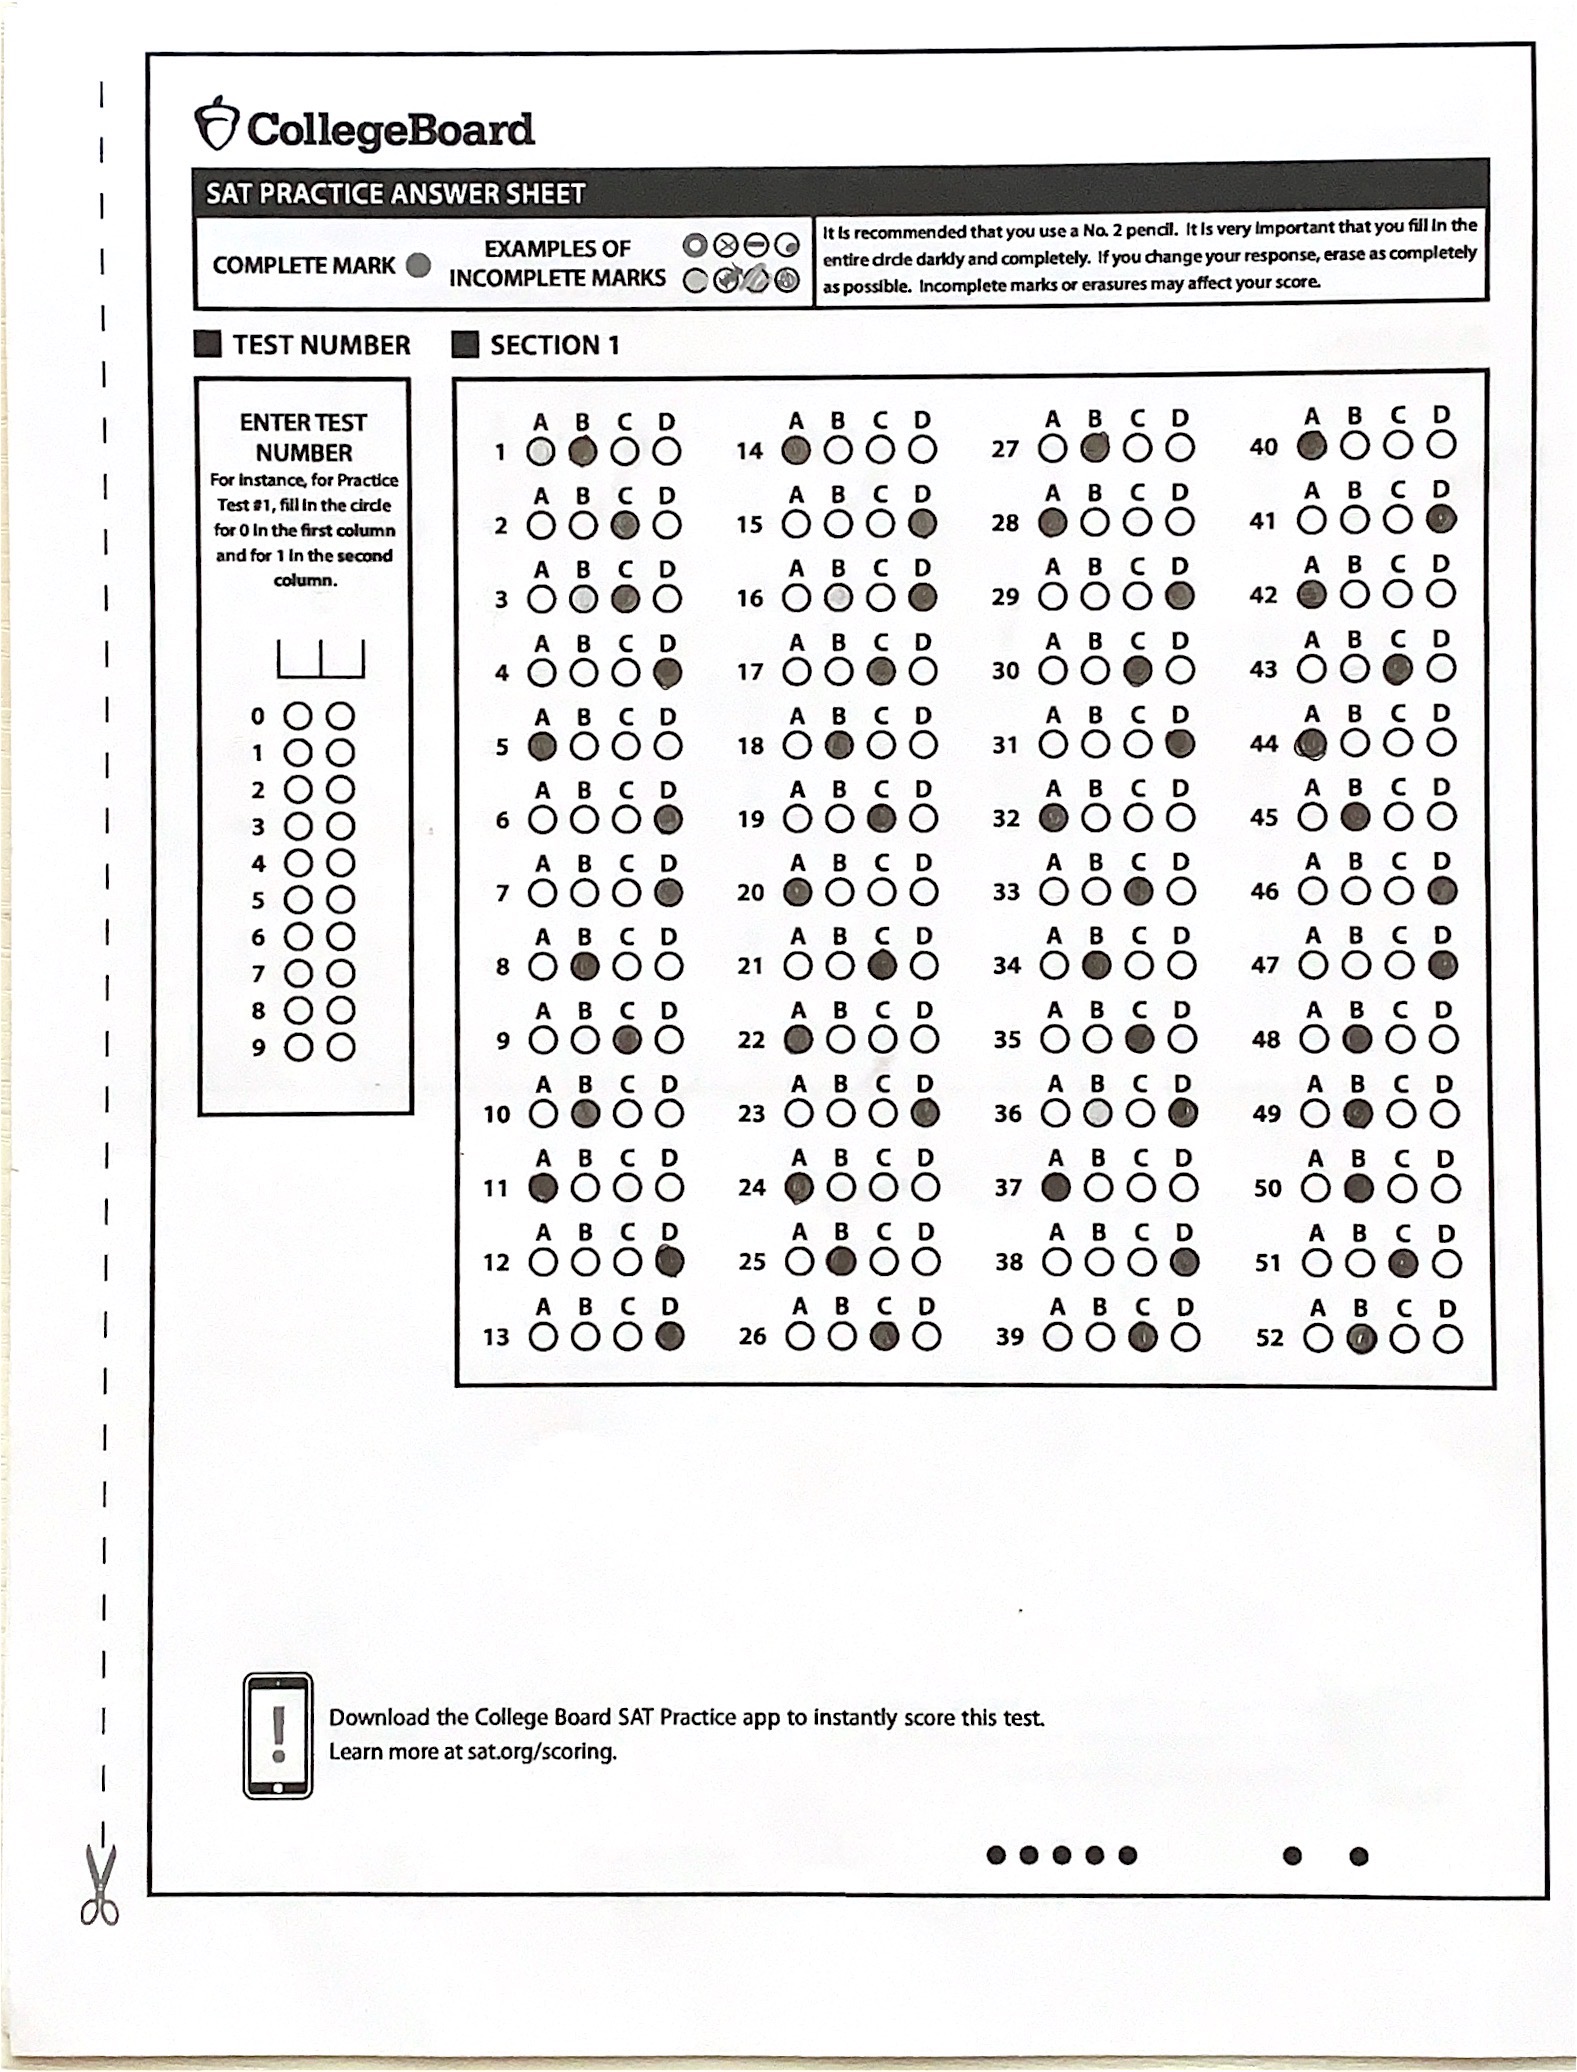 CollegeBoard
SAT PRACTICE ANSWER SHEET
COMPLETE MARK
EXAMPLES OF
INCOMPLETE MARKS
It is recommended that you use a No. 2 pencil. It is very important that you fill in the
entire circle darkly and completely. If you change your response, erase as completely
as possible. Incomplete marks or erasures may affect your score.
TEST NUMBER
ENTER TEST
NUMBER
For instance, for Practice
Test #1, fill in the circle
for 0 in the first column
and for 1 in the second
column.
0
1
2
3
4
5
6
7
8
9
SECTION 1
A B C D
1
A B C D
2
A B C D
3
A B C D
4
A B C D
5
A B C D
6
A B C D
7
A B C D
8
A B C D
9
A B C D
10
A B C D
11
A B C D
12
A B C D
13
A B C D
14
A B C D
15
A B C D
16
A B C D
17
A B C D
18
A B C D
19
A B C D
20
A B C D
21
A B C D
22
A B C D
23
A B C D
24
A B C D
25
A B C D
26
A B C D
27
A B C D
28
A B C D
29
A B C D
30
A B C D
31
A B C D
32
A B C D
33
A B C D
34
A B C D
35
A B C D
36
A B C D
37
A B C D
38
A B C D
39
A B C D
40
A B C D
41
A B C D
42
A B C D
43
A B C D
44
A B C D
45
A B C D
46
A B C D
47
A B C D
48
A B C D
49
A B C D
50
A B C D
51
A B C D
52
Download the College Board SAT Practice app to instantly score this test.
Learn more at sat.org/scoring.